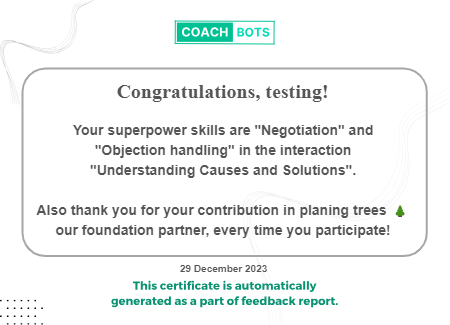 COACH BOTS
Congratulations, testing!
Your superpower skills are "Negotiation" and
"Objection handling" in the interaction
"Understanding Causes and Solutions".
Also thank you for your contribution in planing trees 🌲
our foundation partner, every time you participate!
29 December 2023
This certificate is automatically
generated as a part of feedback report.